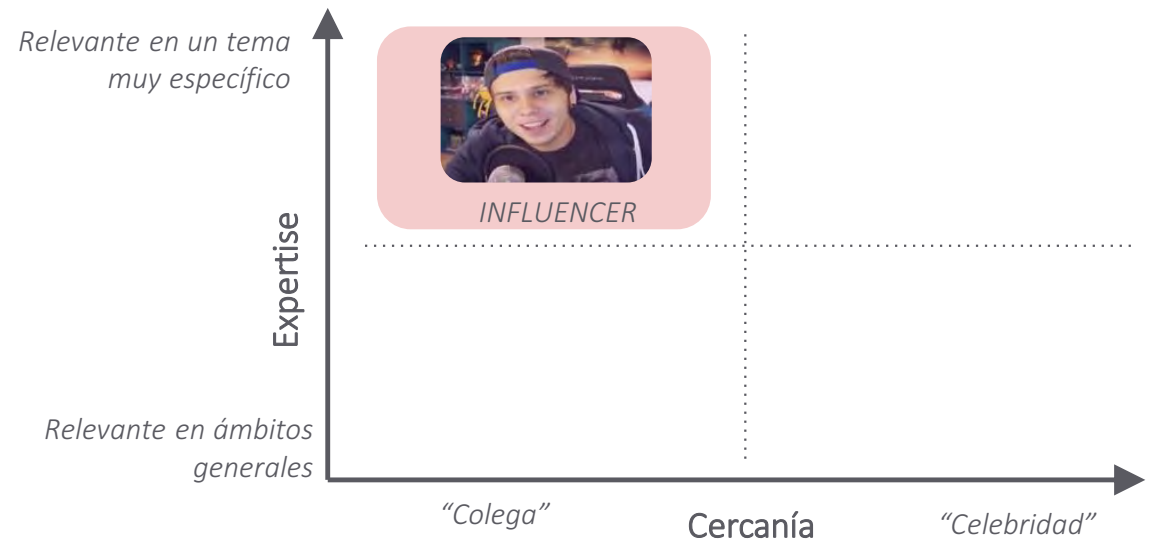 Relevante en un tema
muy específico
INFLUENCER
Expertise
Relevante en ámbitos
generales
“Colega”
Cercanía
“Celebridad”